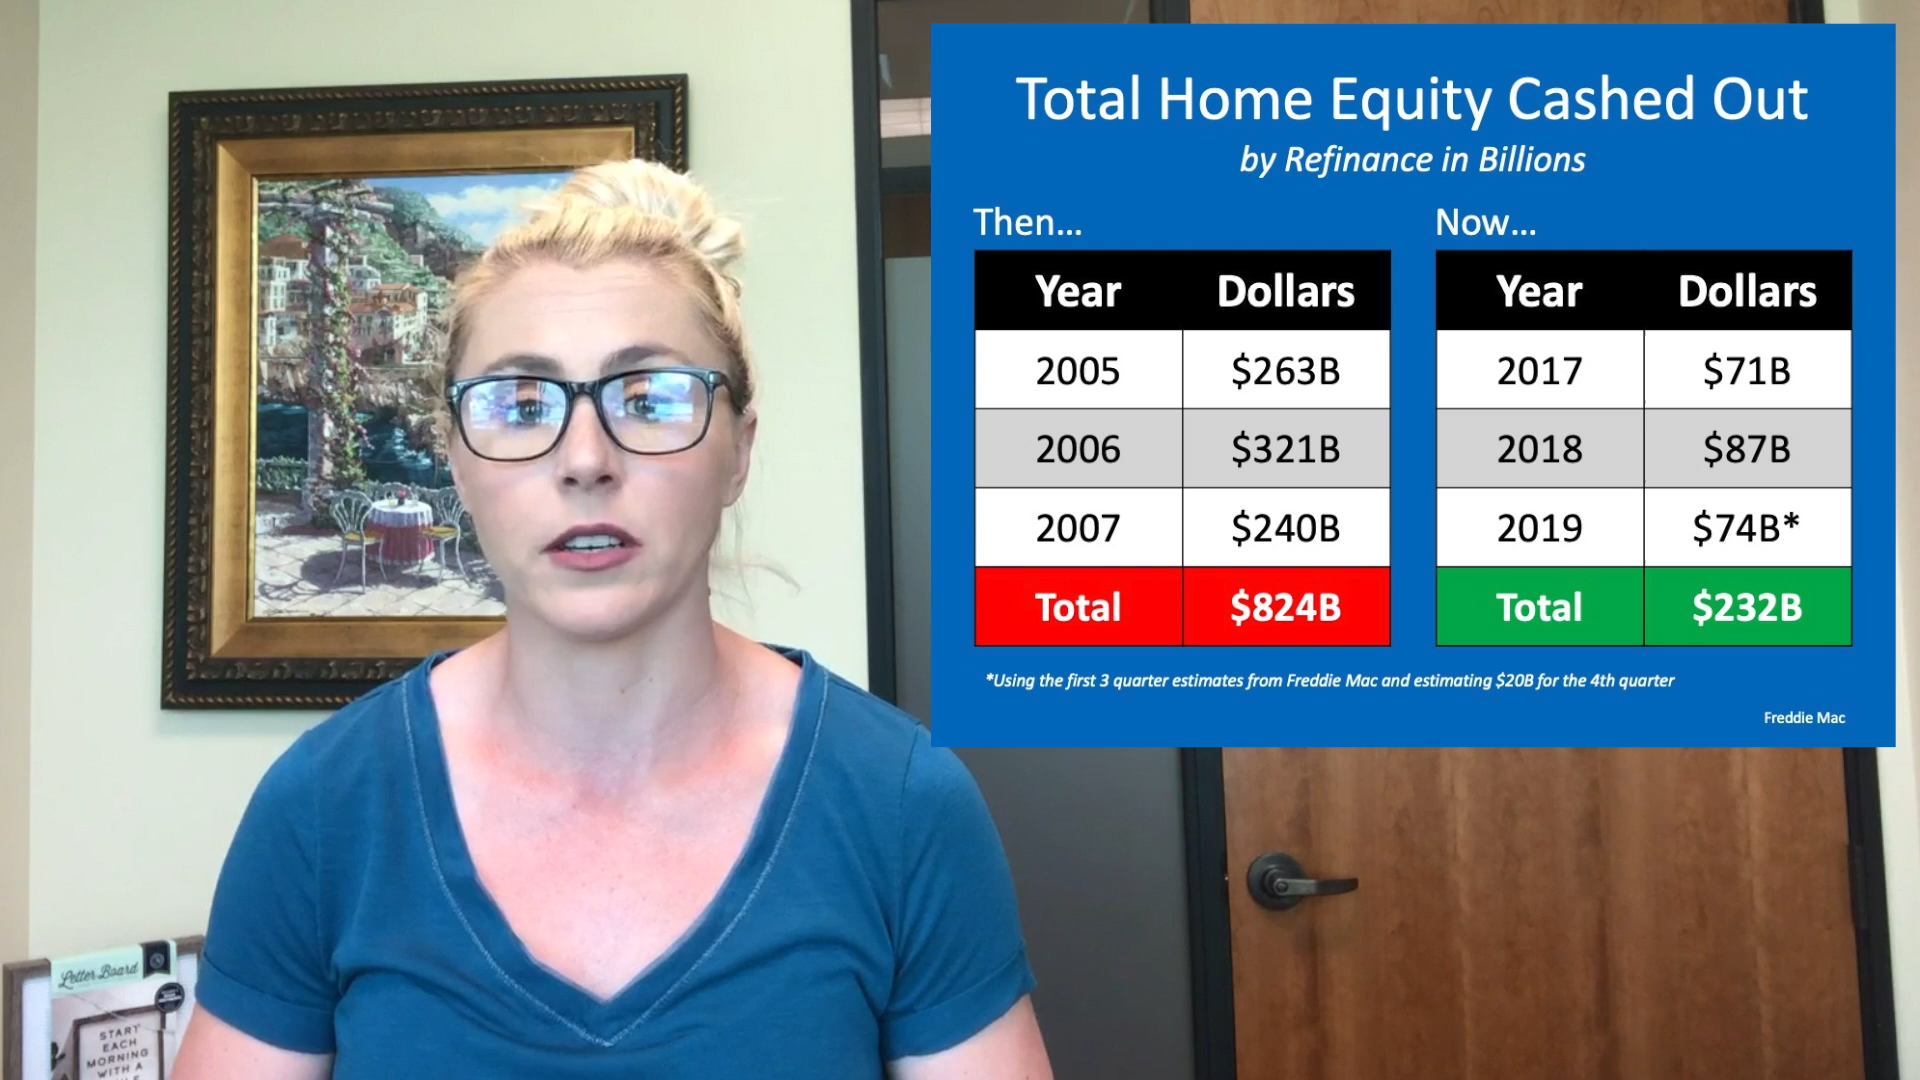 Total Home Equity Cashed Out
by Refinance in Billions
Then...
Year Dollars
2005 $263B
2006 $321B
2007 $240B
Total $824B
Now...
Year Dollars
2017 $71B
2018 $87B
2019 $74B*
Total $232B
*Using the first 3 quarter estimates from Freddie Mac and estimating $20B for the 4th quarter
Freddie Mac
Letter Board
START
EACH
MORNING
WITH A